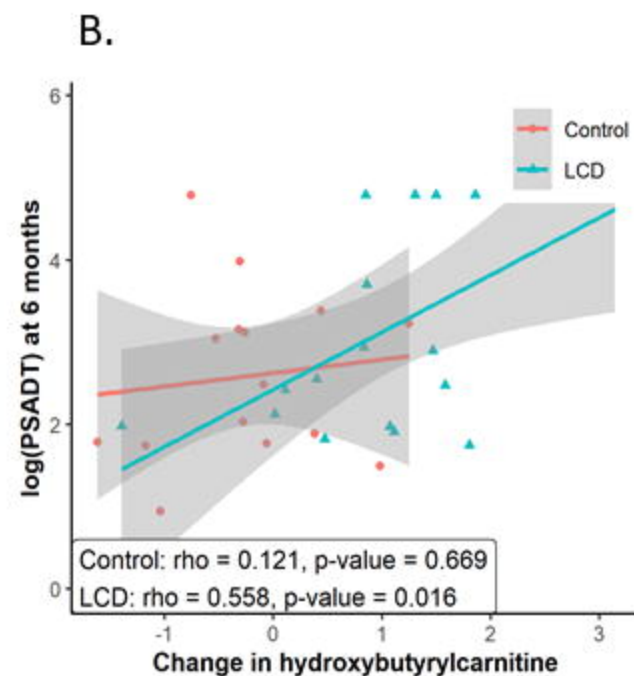 B.
6
Control
LCD
4
log(PSADT) at 6 months
2
Control: rho = 0.121, p-value = 0.669
LCD: rho = 0.558, p-value = 0.016
0
-1 0 1 2 3
Change in hydroxybutyrylcarnitine